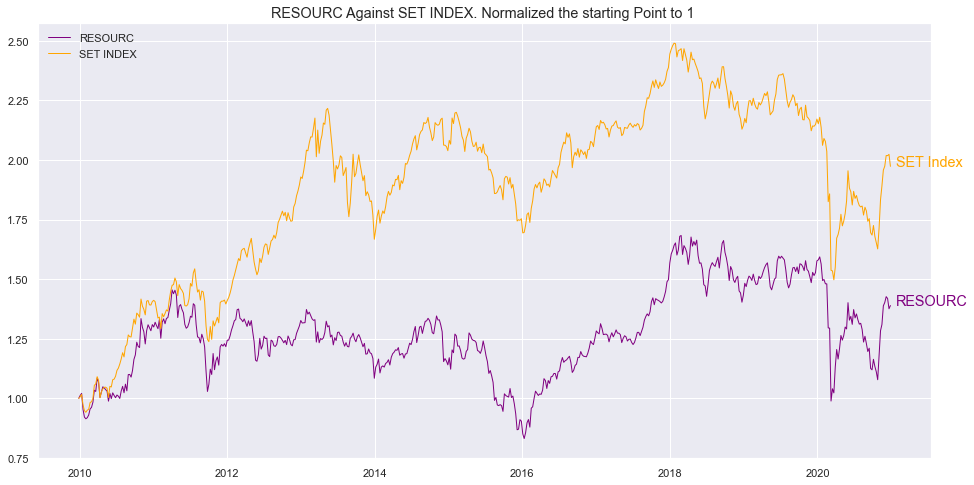 RESOURC Against SET INDEX. Normalized the starting Point to 1
RESOURC
SET INDEX
2.50
2.25
2.00
1.75
1.50
1.25
1.00
0.75
SET Index
RESOURC
2010 2012 2014 2016 2018 2020